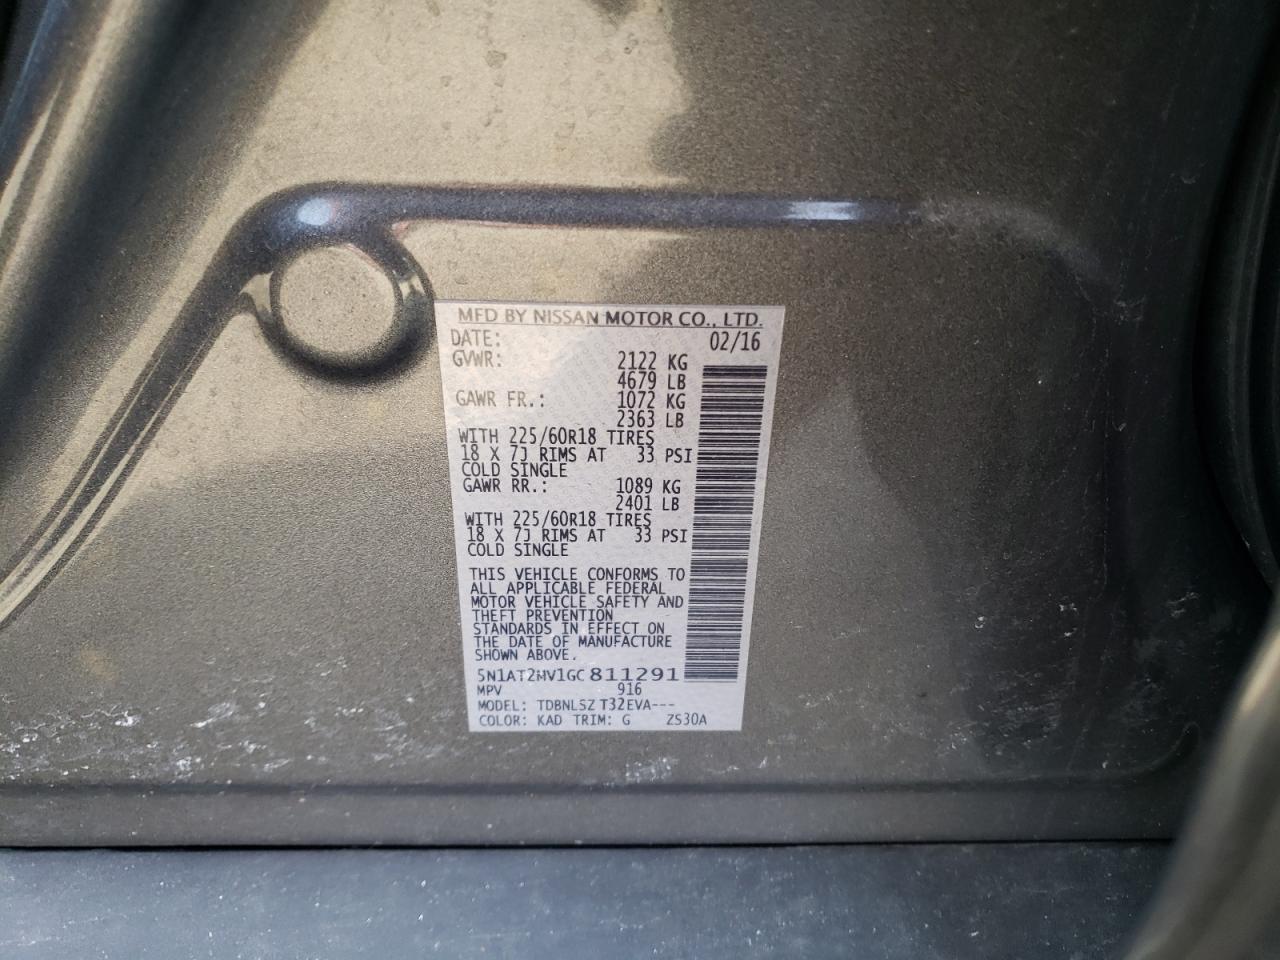 MFD BY NISSAN MOTOR CO., LTD.
DATE: 02/16
GVWR: 2122 KG
4679 LB
GAWR FR.: 1072 KG
2363 LB
WITH 225/60R18 TIRES
18 X 7J RIMS AT 33 PSI
COLD SINGLE
GAWR RR.: 1089 KG
2401 LB
WITH 225/60R18 TIRES
18 X 7J RIMS AT 33 PSI
COLD SINGLE
THIS VEHICLE CONFORMS TO
ALL APPLICABLE FEDERAL
MOTOR VEHICLE SAFETY AND
THEFT PREVENTION
STANDARDS IN EFFECT ON
THE DATE OF MANUFACTURE
SHOWN ABOVE.
5N1AT2MV1GC811291
MPV 916
MODEL: TDBNLSZ T32EVA---
COLOR: KAD TRIM: G ZS30A